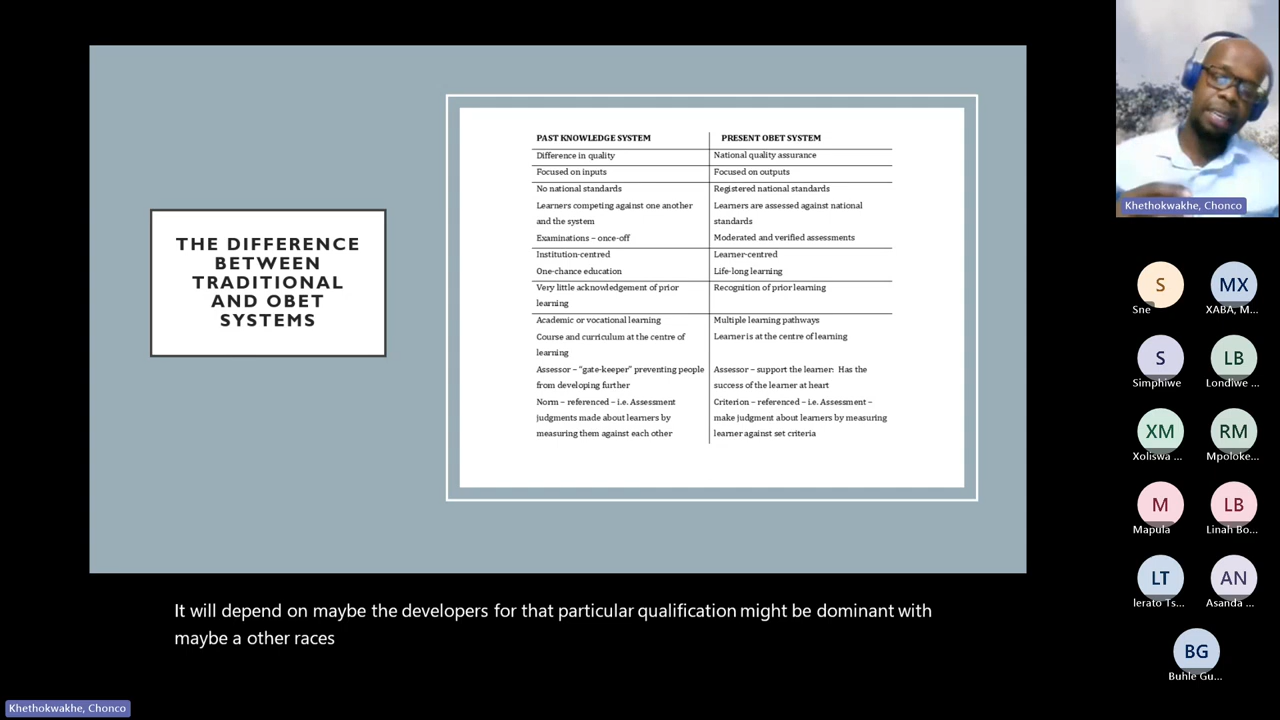 THE DIFFERENCE
BETWEEN
TRADITIONAL
AND OBET
SYSTEMS
PAST KNOWLEDGE SYSTEM PRESENT OBET SYSTEM
Difference in quality National quality assurance
Focused on inputs Focused on outputs
No national standards Registered national standards
Learners competing against one another Learners are assessed against national
and the system standards
Examinations – once-off Moderated and verified assessments
Institution-centred Learner-centred
One-chance education Life-long learning
Very little acknowledgement of prior Recognition of prior learning
learning
Academic or vocational learning Multiple learning pathways
Course and curriculum at the centre of Learner is at the centre of learning
learning
Assessor – “gate-keeper” preventing people Assessor – support the learner: Has the
from developing further success of the learner at heart
Norm – referenced – i.e. Assessment Criterion – referenced – i.e. Assessment –
judgments made about learners by make judgment about learners by measuring
measuring them against each other learner against set criteria
It will depend on maybe the developers for that particular qualification might be dominant with
maybe a other races
Khethokwakhe, Chonco
Khethokwakhe, Chonco
S MX
Sne XABA, M...
S LB
Simphiwe Londiwe ...
XM RM
Xoliswa ... Mpoloke...
M LB
Mapula Linah Bo...
LT AN
lerato Ts... Asanda ...
BG
Buhle Gu...